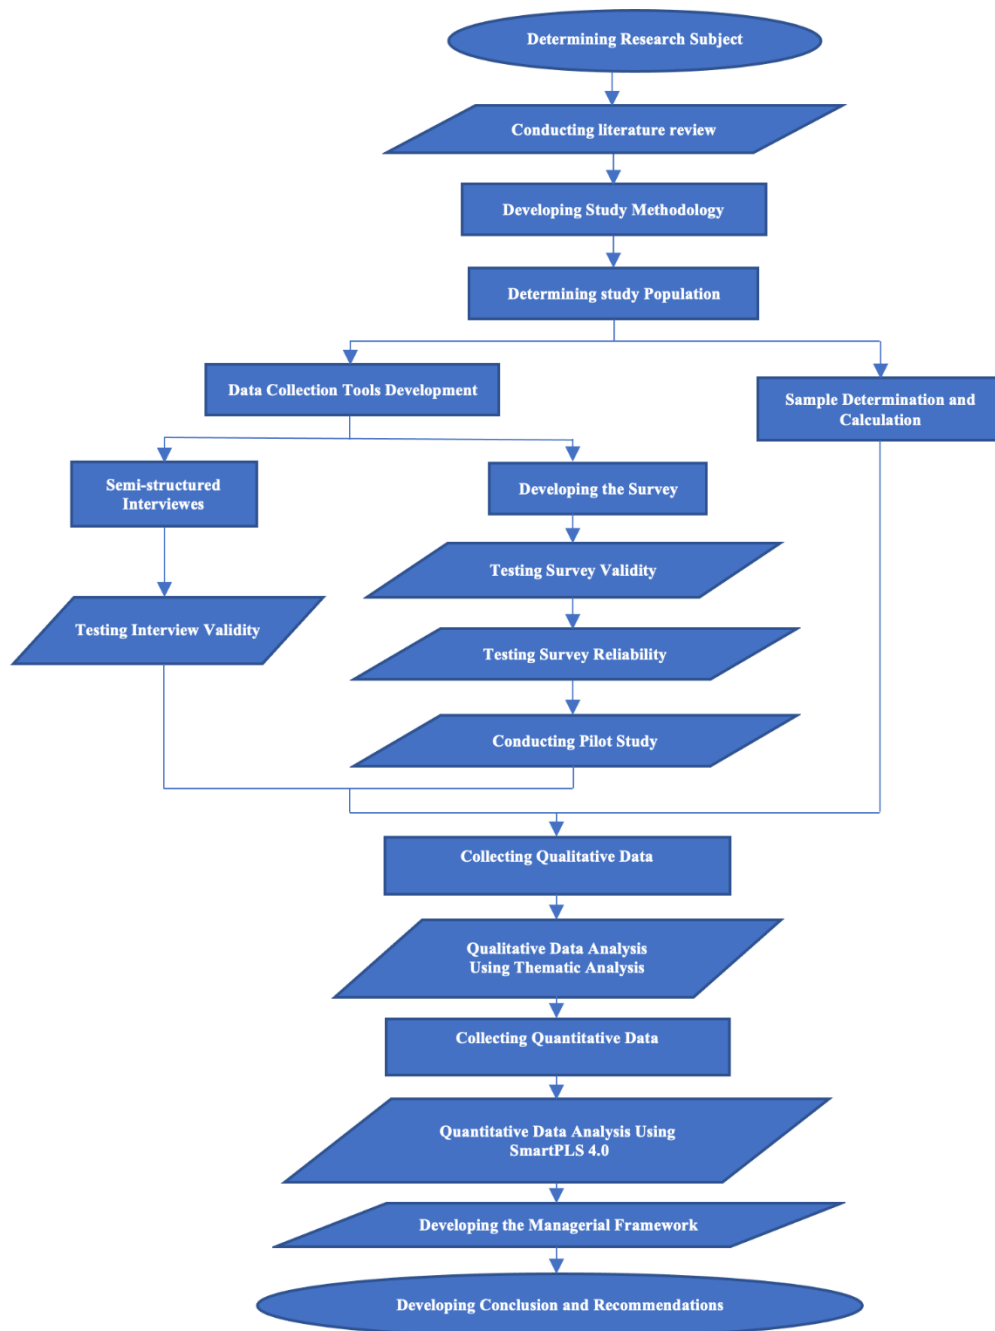 Determining Research Subject
Conducting literature review
Developing Study Methodology
Determining study Population
Data Collection Tools Development
Sample Determination and
Calculation
Semi-structured
Interviewes
Developing the Survey
Testing Survey Validity
Testing Interview Validity
Testing Survey Reliability
Conducting Pilot Study
Collecting Qualitative Data
Qualitative Data Analysis
Using Thematic Analysis
Collecting Quantitative Data
Quantitative Data Analysis Using
SmartPLS 4.0
Developing the Managerial Framework
Developing Conclusion and Recommendations